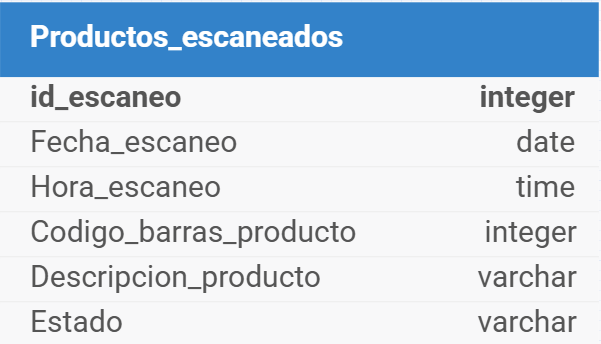 Productos_escaneados
id_escaneo integer
Fecha_escaneo date
Hora_escaneo time
Codigo_barras_producto integer
Descripcion_producto varchar
Estado varchar